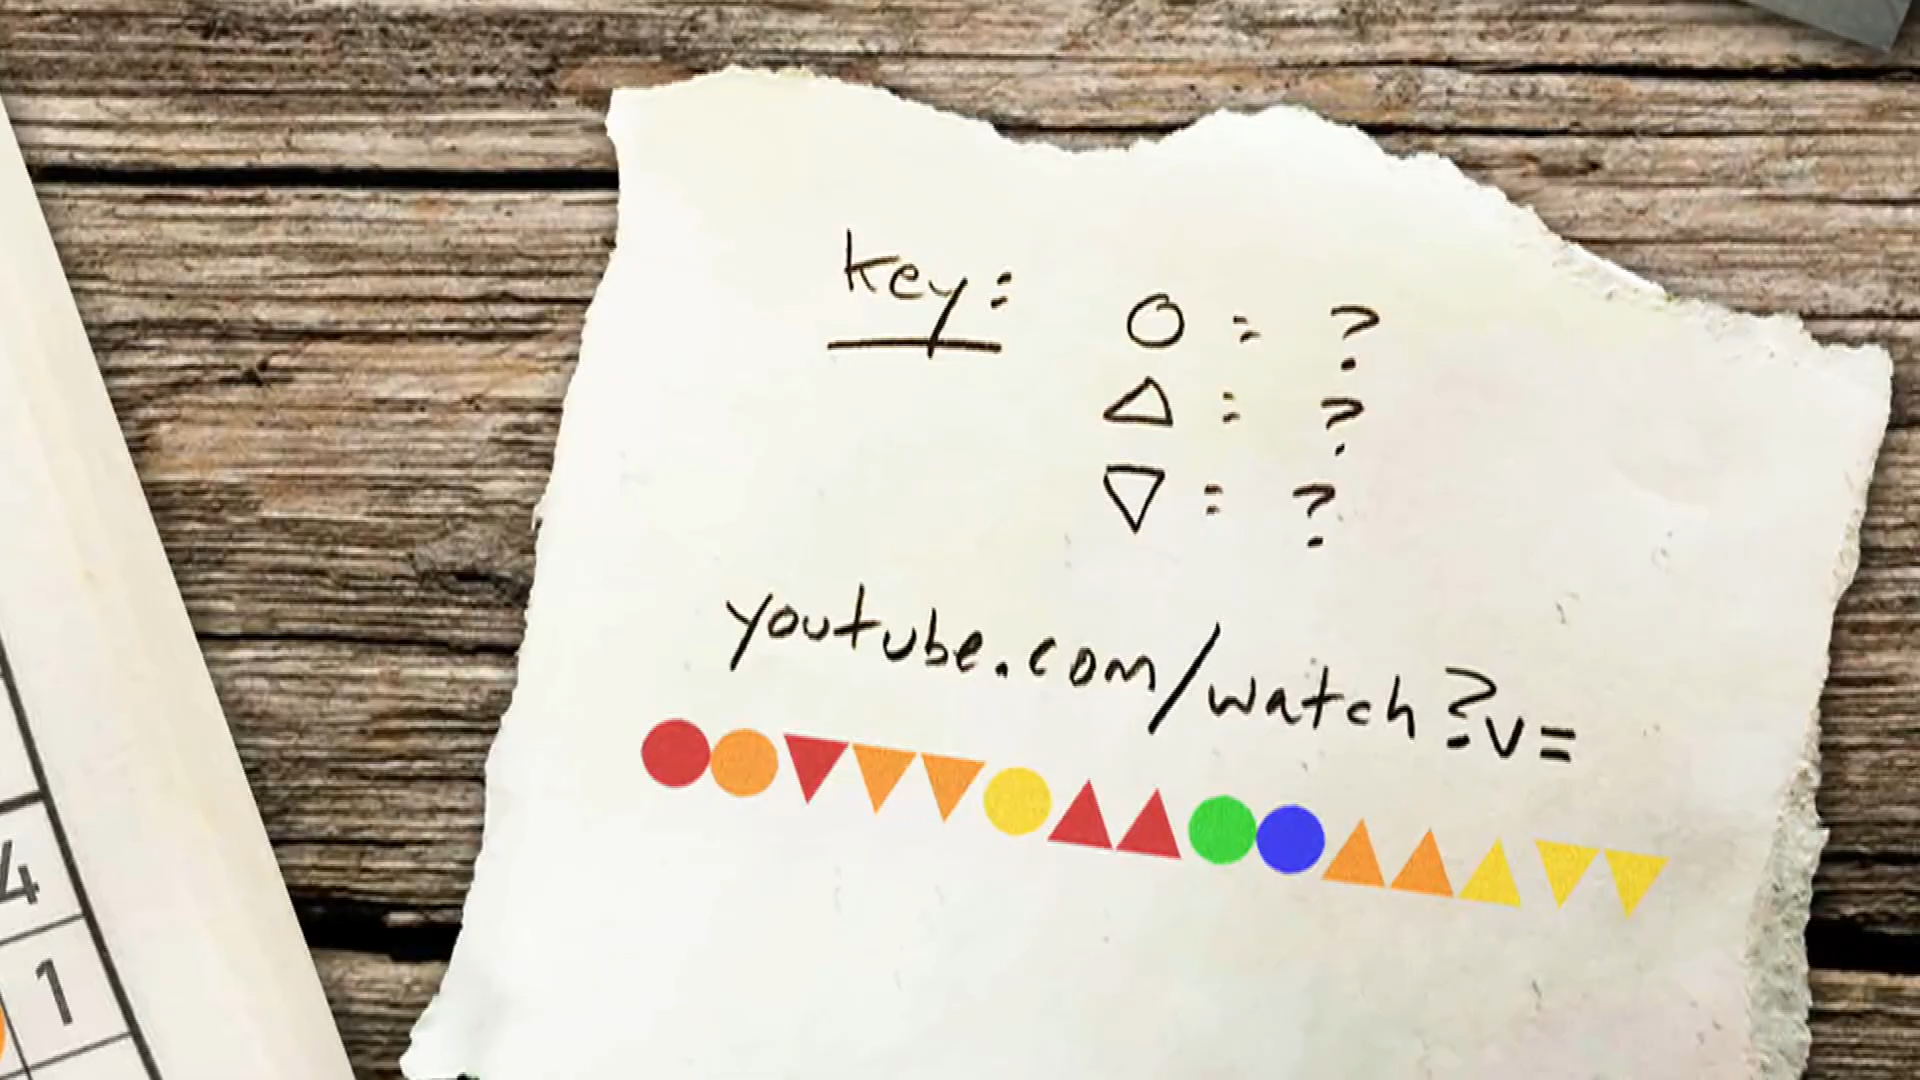 key:
○ = ?
△ = ?
▽ = ?
youtube.com/watch?v=
4
1